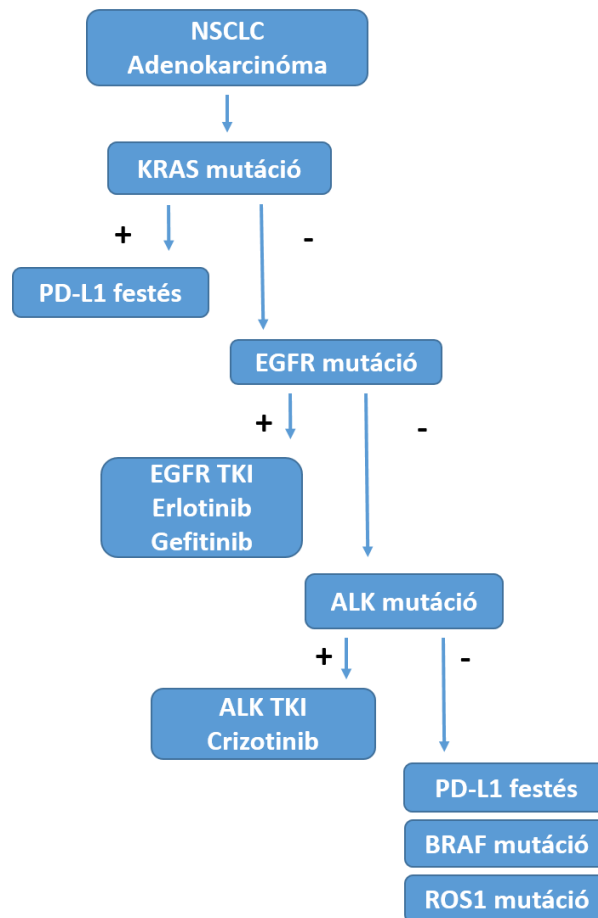 NSCLC
Adenokarcinóma
KRAS mutáció
+
-
PD-L1 festés
EGFR mutáció
+
-
EGFR TKI
Erlotinib
Gefitinib
ALK mutáció
+
-
ALK TKI
Crizotinib
PD-L1 festés
BRAF mutáció
ROS1 mutáció